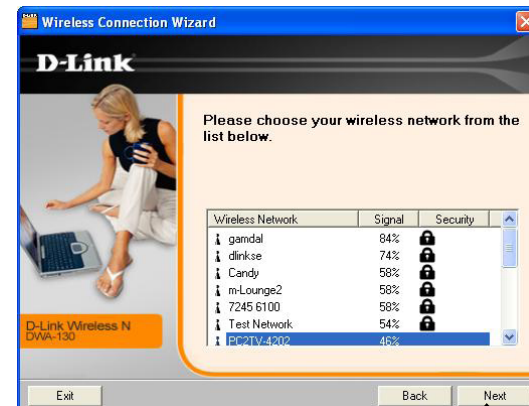 Wireless Connection Wizard
D-Link
Please choose your wireless network from the
list below.
Wireless Network Signal Security
gamdal 84%
dlinkse 74%
Candy 58%
m-Lounge2 58%
7245 6100 58%
Test Network 54%
PC2TV-4202 46%
D-Link Wireless N
DWA-130
Exit Back Next